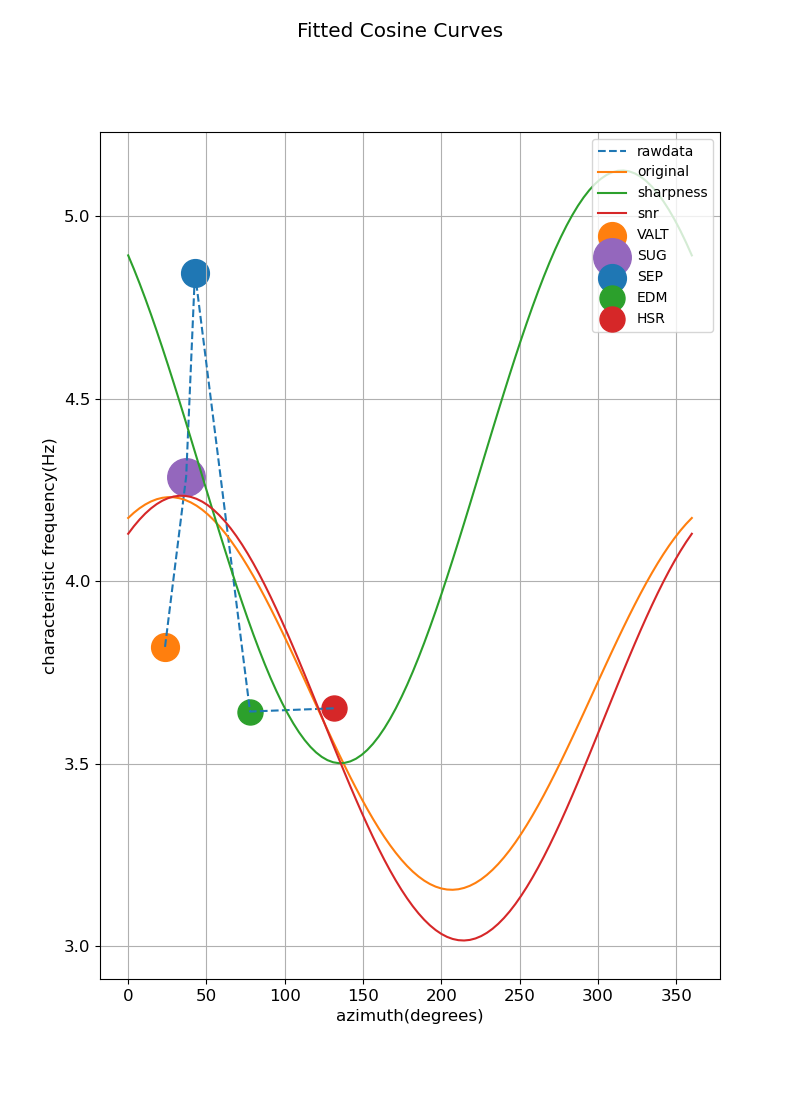 Fitted Cosine Curves
rawdata
original
sharpness
snr
VALT
SUG
SEP
EDM
HSR
characteristic frequency(Hz)
5.0
4.5
4.0
3.5
3.0
0 50 100 150 200 250 300 350
azimuth(degrees)